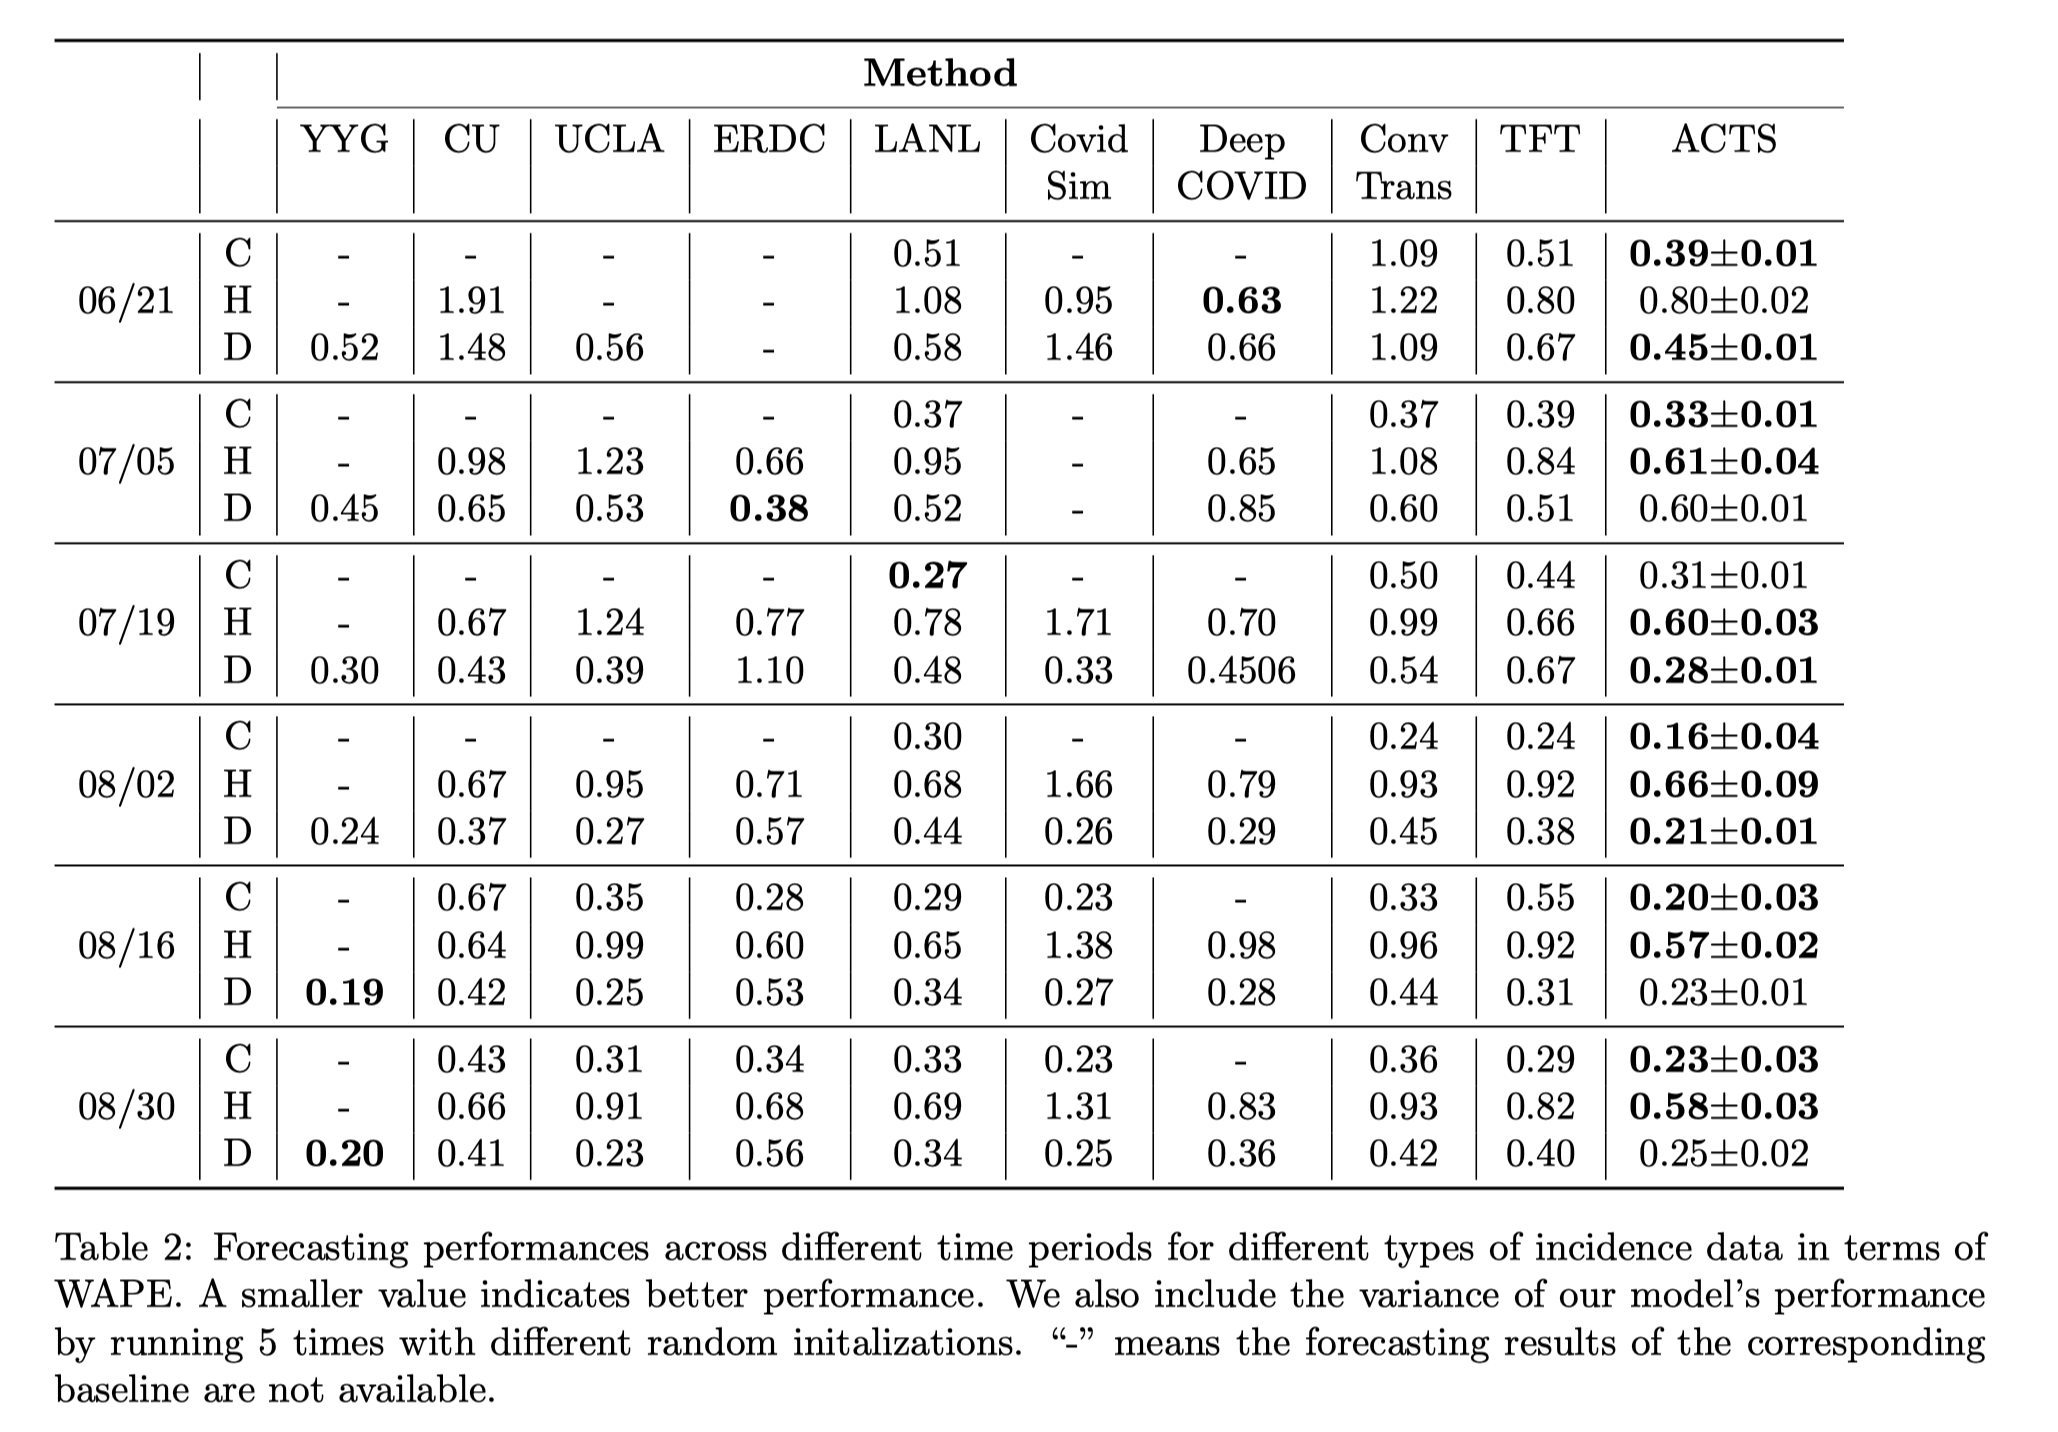 Method
YYG CU UCLA ERDC LANL Covid Sim Deep COVID Conv Trans TFT ACTS
06/21
C - - - - 0.51 - - 1.09 0.51 0.39±0.01
H - 1.91 - - 1.08 0.95 0.63 1.22 0.80 0.80±0.02
D 0.52 1.48 0.56 - 0.58 1.46 0.66 1.09 0.67 0.45±0.01
07/05
C - - - - 0.37 - - 0.37 0.39 0.33±0.01
H - 0.98 1.23 0.66 0.95 - 0.65 1.08 0.84 0.61±0.04
D 0.45 0.65 0.53 0.38 0.52 - 0.85 0.60 0.51 0.60±0.01
07/19
C - - - - 0.27 - - 0.50 0.44 0.31±0.01
H - 0.67 1.24 0.77 0.78 1.71 0.70 0.99 0.66 0.60±0.03
D 0.30 0.43 0.39 1.10 0.48 0.33 0.4506 0.54 0.67 0.28±0.01
08/02
C - - - - 0.30 - - 0.24 0.24 0.16±0.04
H - 0.67 0.95 0.71 0.68 1.66 0.79 0.93 0.92 0.66±0.09
D 0.24 0.37 0.27 0.57 0.44 0.26 0.29 0.45 0.38 0.21±0.01
08/16
C - 0.67 0.35 0.28 0.29 0.23 - 0.33 0.55 0.20±0.03
H - 0.64 0.99 0.60 0.65 1.38 0.98 0.96 0.92 0.57±0.02
D 0.19 0.42 0.25 0.53 0.34 0.27 0.28 0.44 0.31 0.23±0.01
08/30
C - 0.43 0.31 0.34 0.33 0.23 - 0.36 0.29 0.23±0.03
H - 0.66 0.91 0.68 0.69 1.31 0.83 0.93 0.82 0.58±0.03
D 0.20 0.41 0.23 0.56 0.34 0.25 0.36 0.42 0.40 0.25±0.02
Table 2: Forecasting performances across different time periods for different types of incidence data in terms of
WAPE. A smaller value indicates better performance. We also include the variance of our model's performance
by running 5 times with different random initalizations. “-” means the forecasting results of the corresponding
baseline are not available.